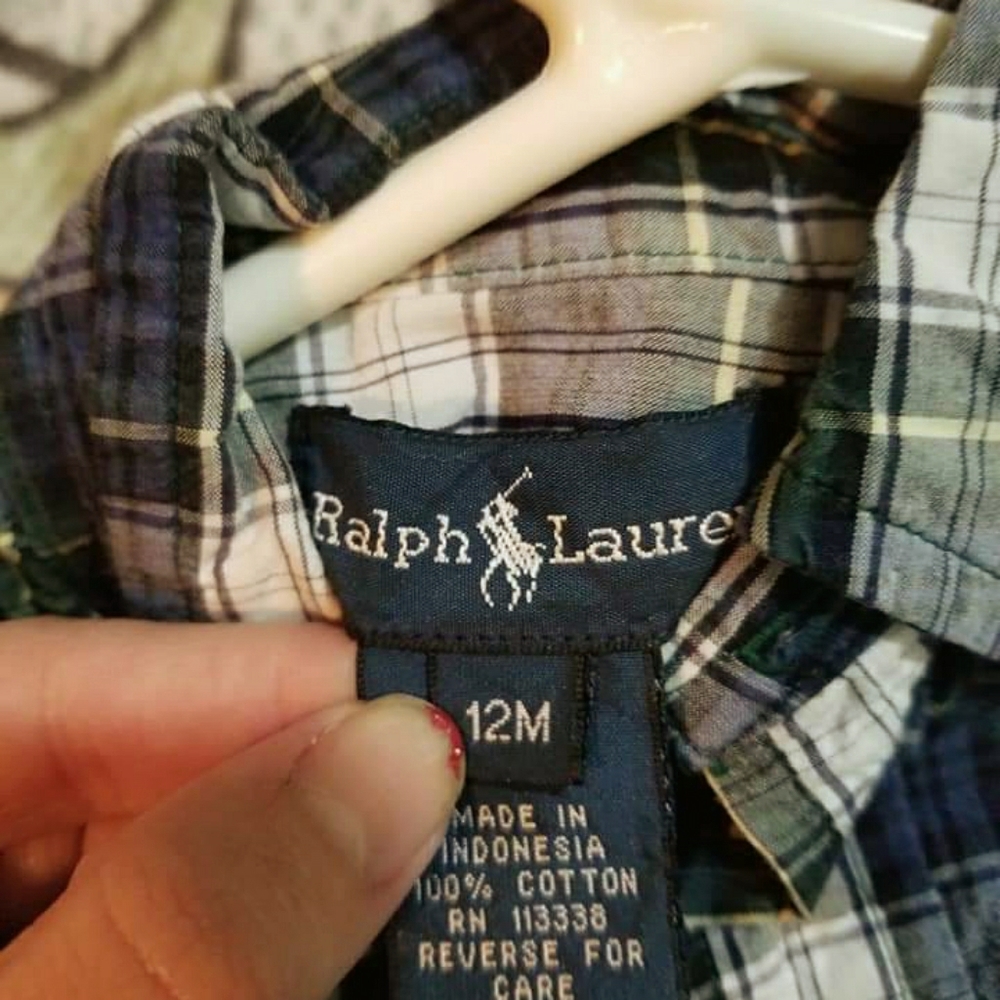 Ralph Laure
12M
MADE IN
INDONESIA
100% COTTON
RN 113338
REVERSE FOR
CARE